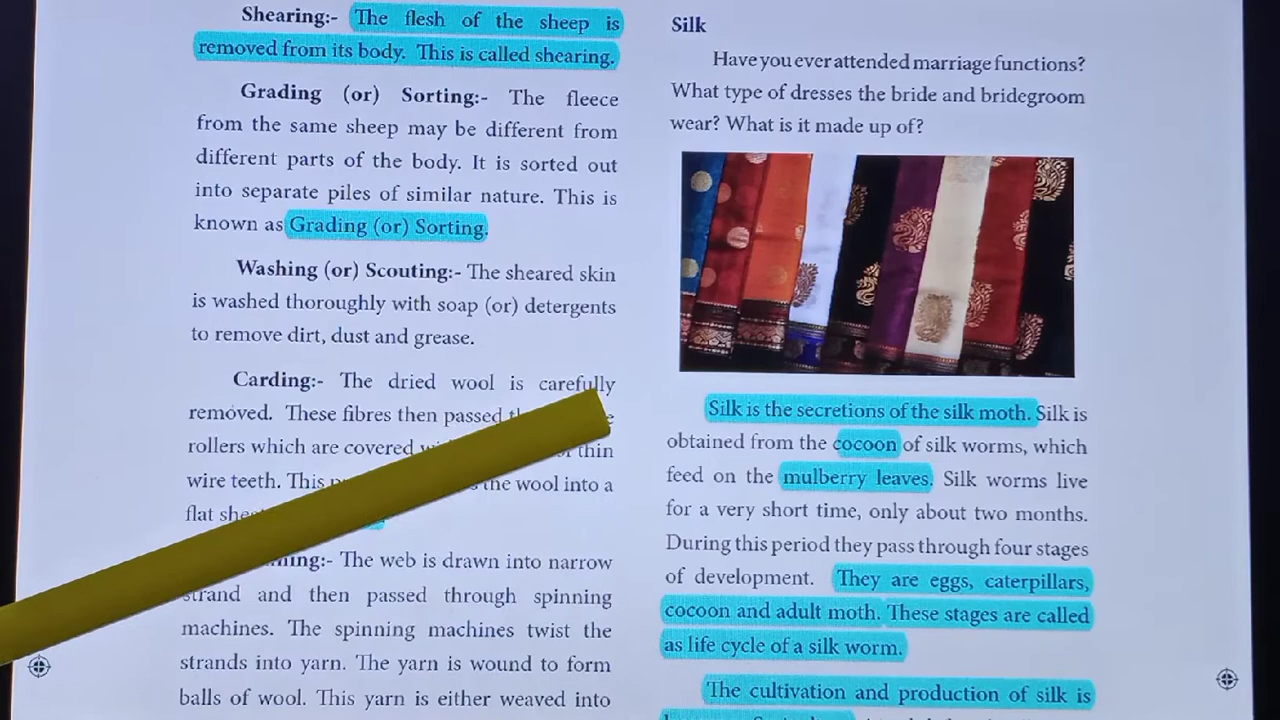 Shearing:- The flesh of the sheep is
removed from its body. This is called shearing.
Grading (or) Sorting:- The fleece
from the same sheep may be different from
different parts of the body. It is sorted out
into separate piles of similar nature. This is
known as Grading (or) Sorting.
Washing (or) Scouting:- The sheared skin
is washed thoroughly with soap (or) detergents
to remove dirt, dust and grease.
Carding:- The dried wool is carefully
removed. These fibres then passed
rollers which are covered thin
wire teeth. This the wool into a
flat
The web is drawn into narrow
strand and then passed through spinning
machines. The spinning machines twist the
strands into yarn. The yarn is wound to form
balls of wool. This yarn is either weaved into
Silk
Have you ever attended marriage functions?
What type of dresses the bride and bridegroom
wear? What is it made up of?
Silk is the secretions of the silk moth. Silk is
obtained from the cocoon of silk worms, which
feed on the mulberry leaves. Silk worms live
for a very short time, only about two months.
During this period they pass through four stages
of development. They are eggs, caterpillars,
cocoon and adult moth. These stages are called
as life cycle of a silk worm.
The cultivation and production of silk is